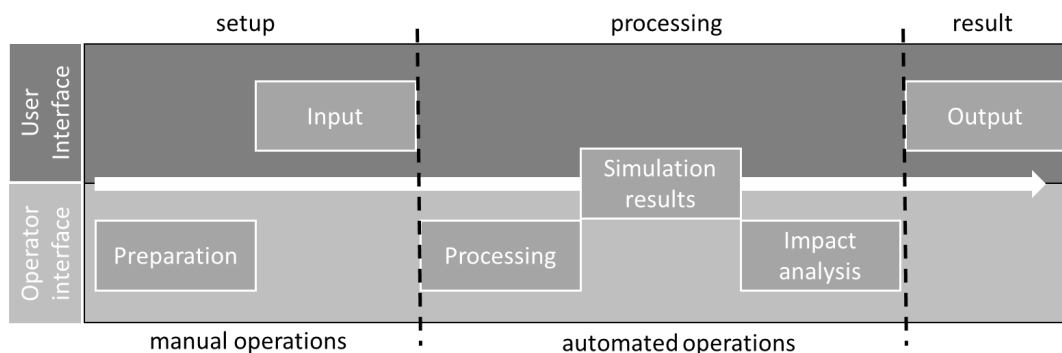 setup
processing
result
User
Interface
Input
Output
Simulation
results
Operator
interface
Preparation
Processing
Impact
analysis
manual operations
automated operations